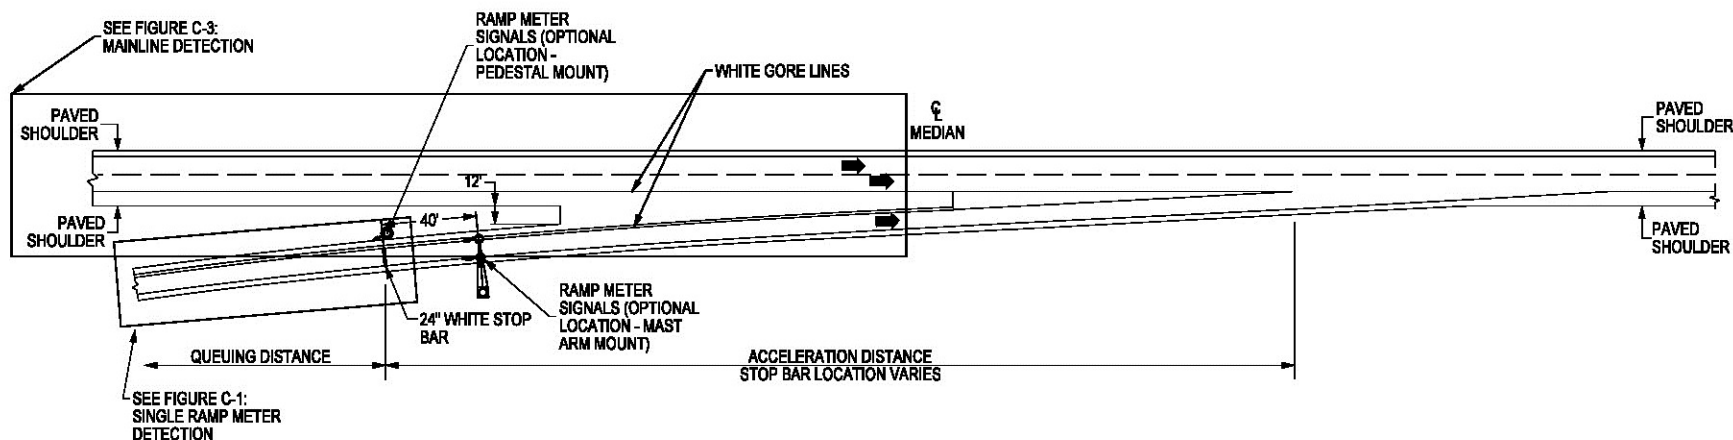 SEE FIGURE C-3:
MAINLINE DETECTION
RAMP METER
SIGNALS (OPTIONAL
LOCATION -
PEDESTAL MOUNT)
WHITE GORE LINES
PAVED
SHOULDER
℄
MEDIAN
PAVED
SHOULDER
12'
40'
PAVED
SHOULDER
PAVED
SHOULDER
24" WHITE STOP
BAR
RAMP METER
SIGNALS (OPTIONAL
LOCATION - MAST
ARM MOUNT)
QUEUING DISTANCE
ACCELERATION DISTANCE
STOP BAR LOCATION VARIES
SEE FIGURE C-1:
SINGLE RAMP METER
DETECTION